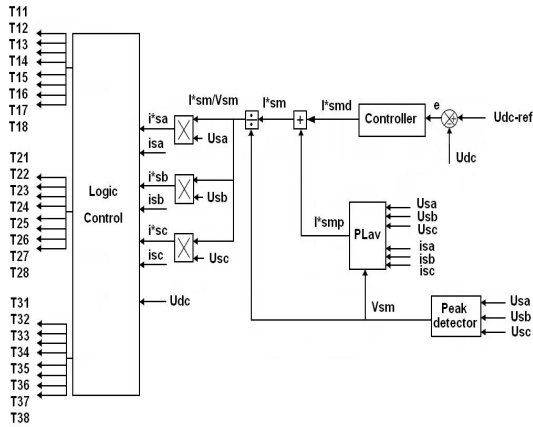 T11
T12
T13
T14
T15
T16
T17
T18
T21
T22
T23
T24
T25
T26
T27
T28
T31
T32
T33
T34
T35
T36
T37
T38
Logic
Control
i*sa
isa
i*sb
isb
i*sc
isc
Udc
Usa
Usb
Usc
I*sm/Vsm
÷
I*sm
+
I*smd
Controller
e
Udc-ref
Udc
I*smp
PLav
Usa
Usb
Usc
isa
isb
isc
Vsm
Peak
detector
Usa
Usb
Usc